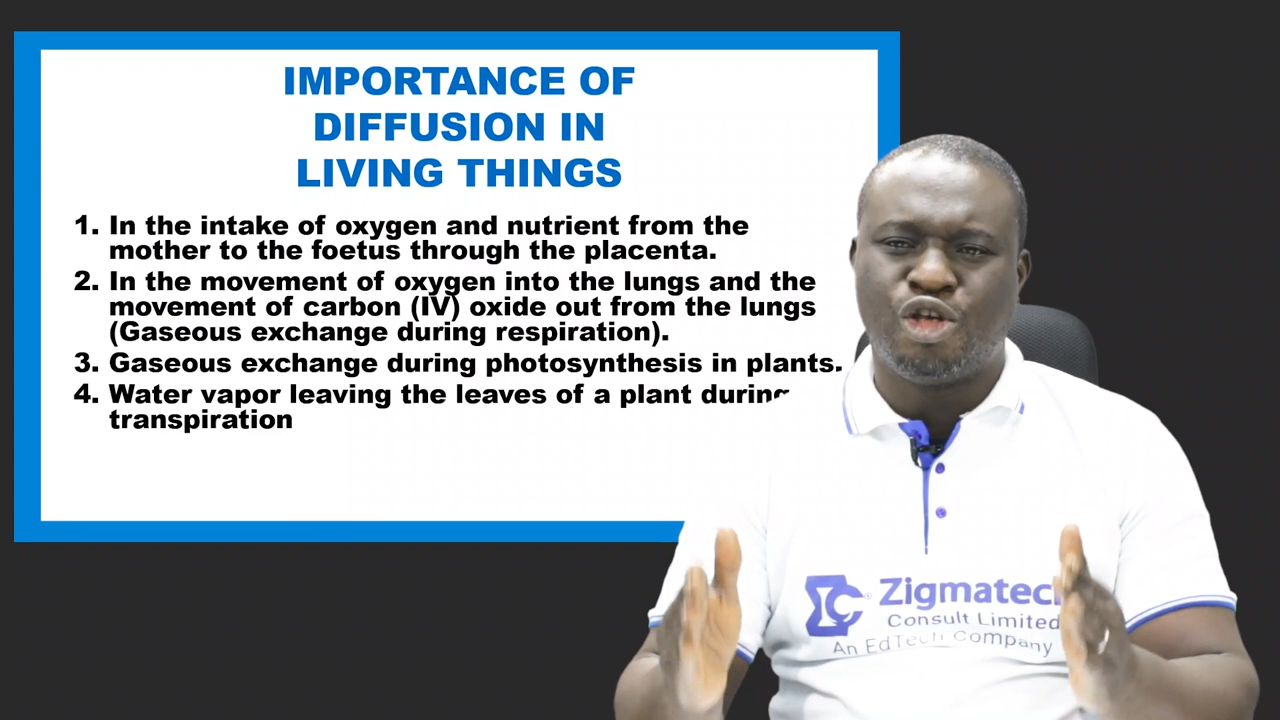 IMPORTANCE OF
DIFFUSION IN
LIVING THINGS
1. In the intake of oxygen and nutrient from the
mother to the foetus through the placenta.
2. In the movement of oxygen into the lungs and the
movement of carbon (IV) oxide out from the lungs
(Gaseous exchange during respiration).
3. Gaseous exchange during photosynthesis in plants.
4. Water vapor leaving the leaves of a plant during
transpiration
Zigmatech
Consult Limited
An EdTech Company